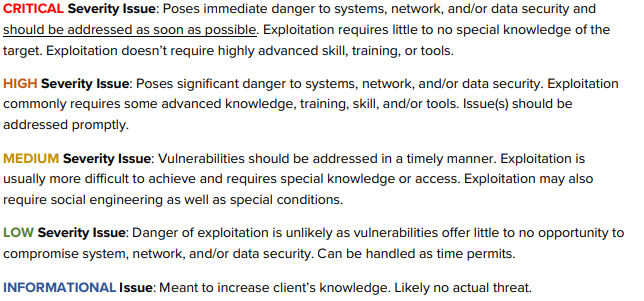 CRITICAL Severity Issue: Poses immediate danger to systems, network, and/or data security and
should be addressed as soon as possible. Exploitation requires little to no special knowledge of the
target. Exploitation doesn't require highly advanced skill, training, or tools.
HIGH Severity Issue: Poses significant danger to systems, network, and/or data security. Exploitation
commonly requires some advanced knowledge, training, skill, and/or tools. Issue(s) should be
addressed promptly.
MEDIUM Severity Issue: Vulnerabilities should be addressed in a timely manner. Exploitation is
usually more difficult to achieve and requires special knowledge or access. Exploitation may also
require social engineering as well as special conditions.
LOW Severity Issue: Danger of exploitation is unlikely as vulnerabilities offer little to no opportunity to
compromise system, network, and/or data security. Can be handled as time permits.
INFORMATIONAL Issue: Meant to increase client's knowledge. Likely no actual threat.